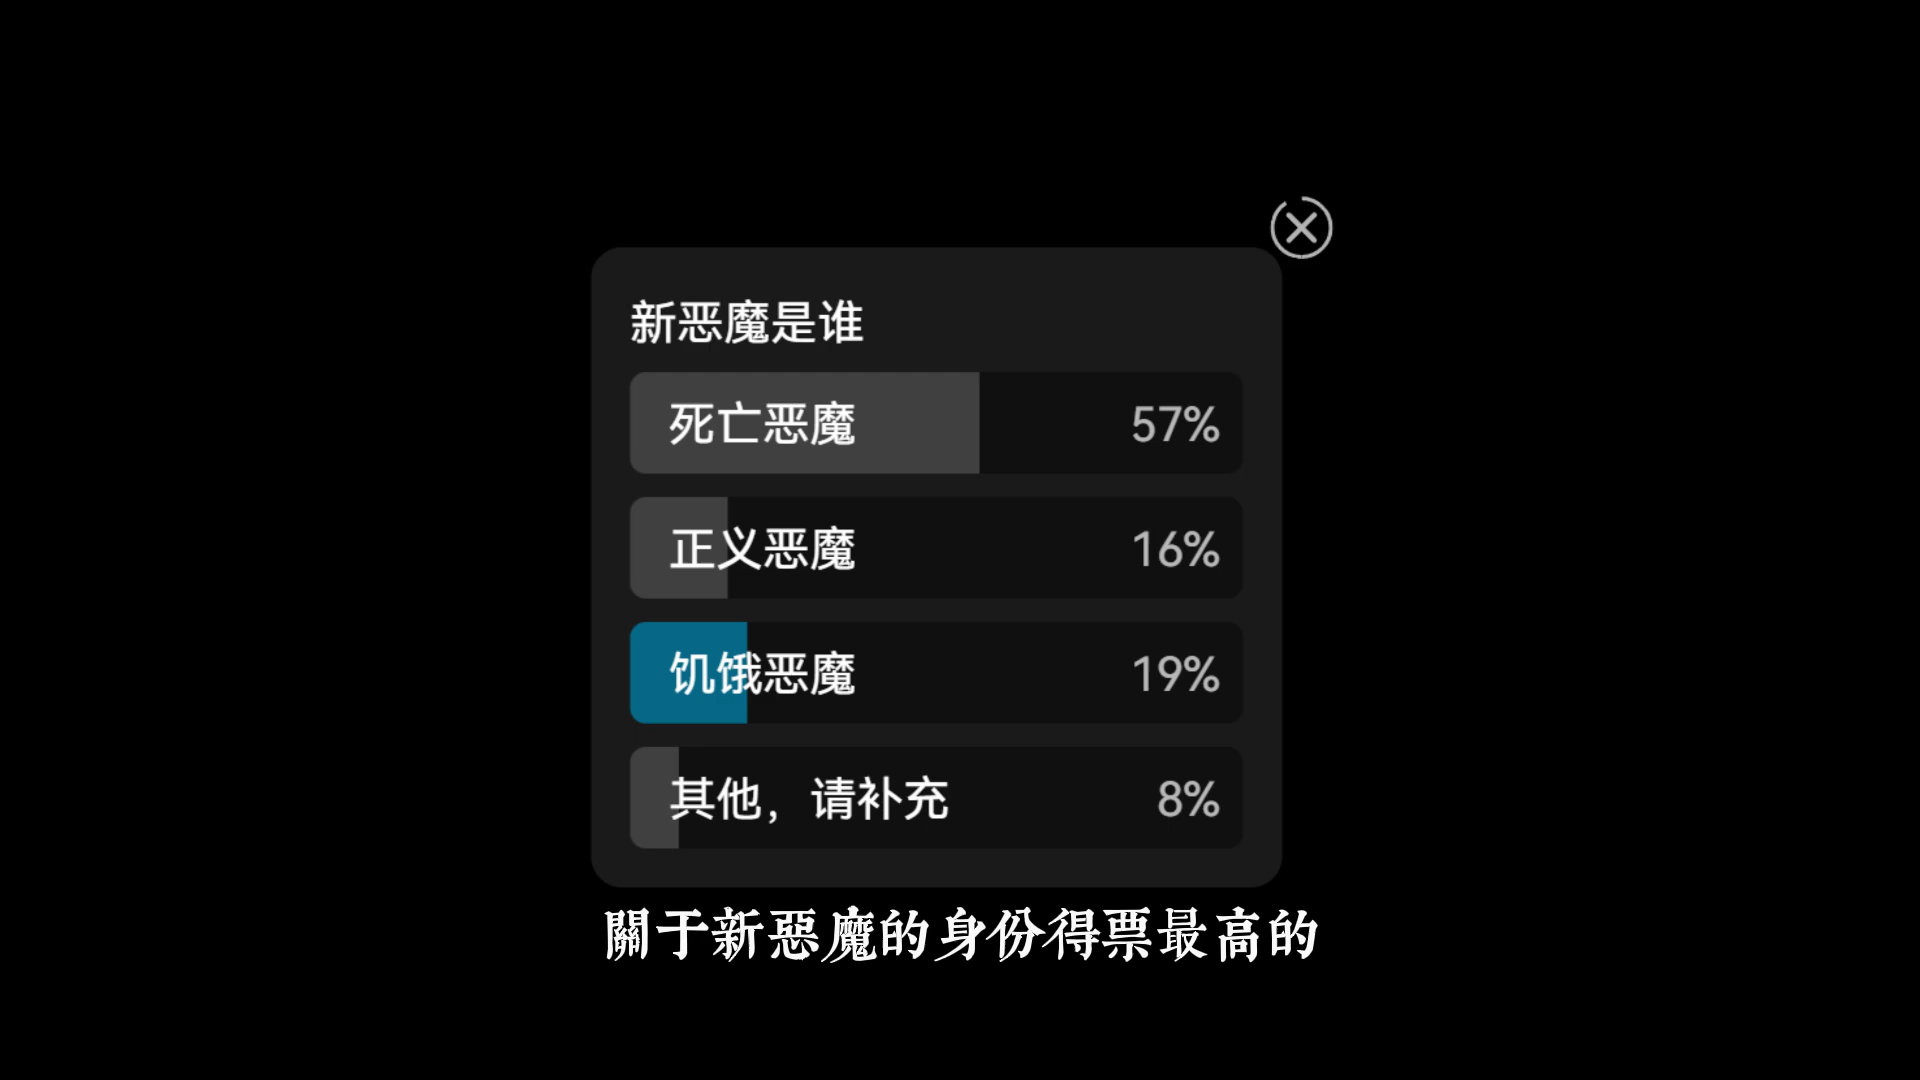 新恶魔是谁
死亡恶魔 57%
正义恶魔 16%
饥饿恶魔 19%
其他，请补充 8%
關于新惡魔的身份得票最高的